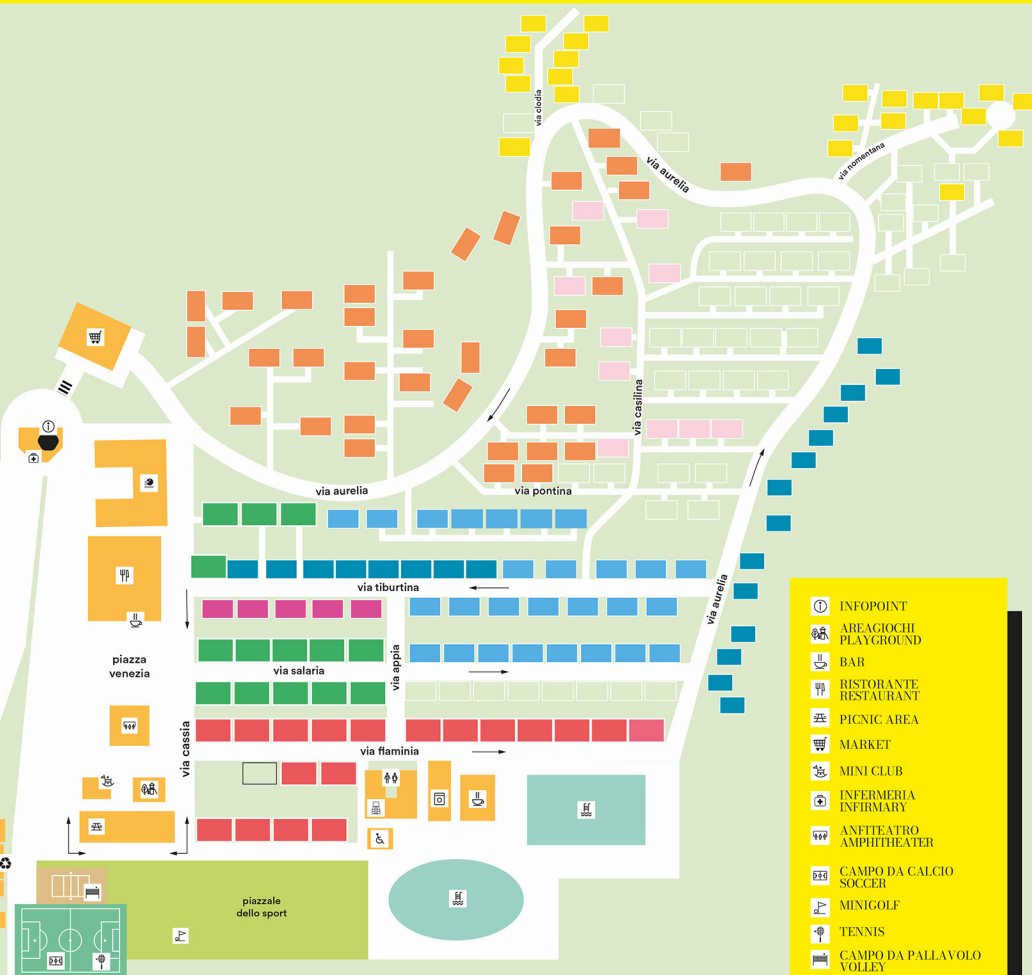 via clodia
via nomentana
via aurelia
via casilina
via aurelia
via pontina
via tiburtina
via aurelia
piazza
venezia
via salaria
via appia
via cassia
via flaminia
piazzale
dello sport
INFOPOINT
AREAGIOCHI
PLAYGROUND
BAR
RISTORANTE
RESTAURANT
PICNIC AREA
MARKET
MINI CLUB
INFERMERIA
INFIRMARY
ANFITEATRO
AMPHITHEATER
CAMPO DA CALCIO
SOCCER
MINIGOLF
TENNIS
CAMPO DA PALLAVOLO
VOLLEY